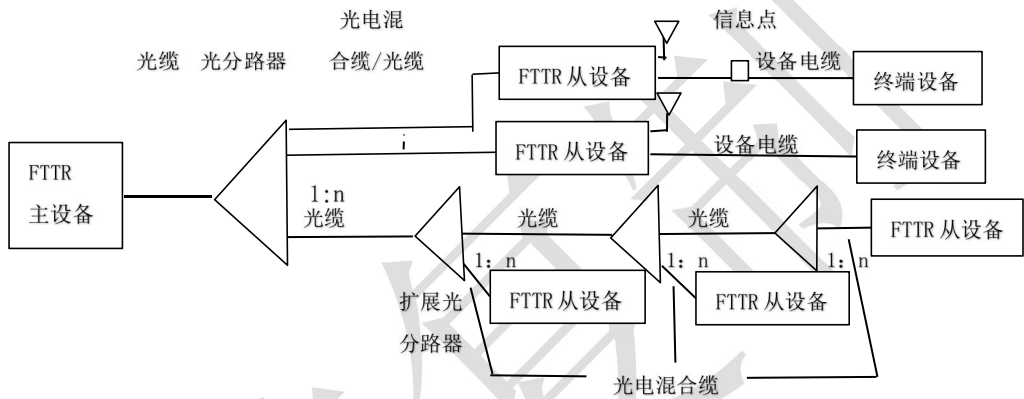 光电混
合缆/光缆
信息点
光缆
光分路器
设备电缆
FTTR从设备
终端设备
FTTR从设备
设备电缆
终端设备
FTTR
主设备
1:n
光缆
光缆
光缆
FTTR从设备
1: n
1: n
1: n
扩展光
分路器
FTTR从设备
FTTR从设备
光电混合缆